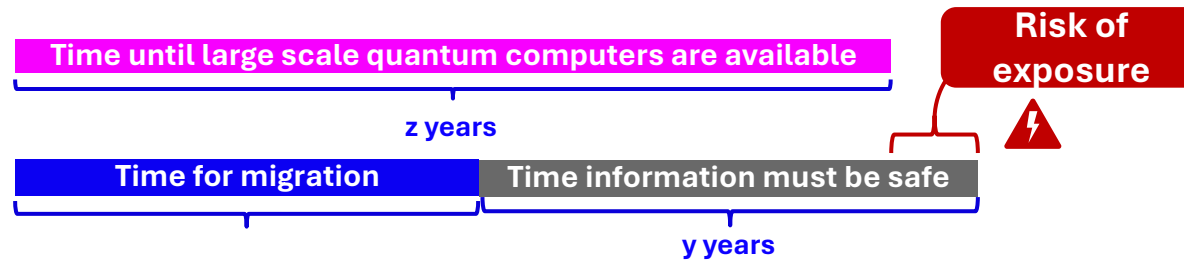 Risk of
exposure
Time until large scale quantum computers are available
z years
Time for migration
Time information must be safe
y years